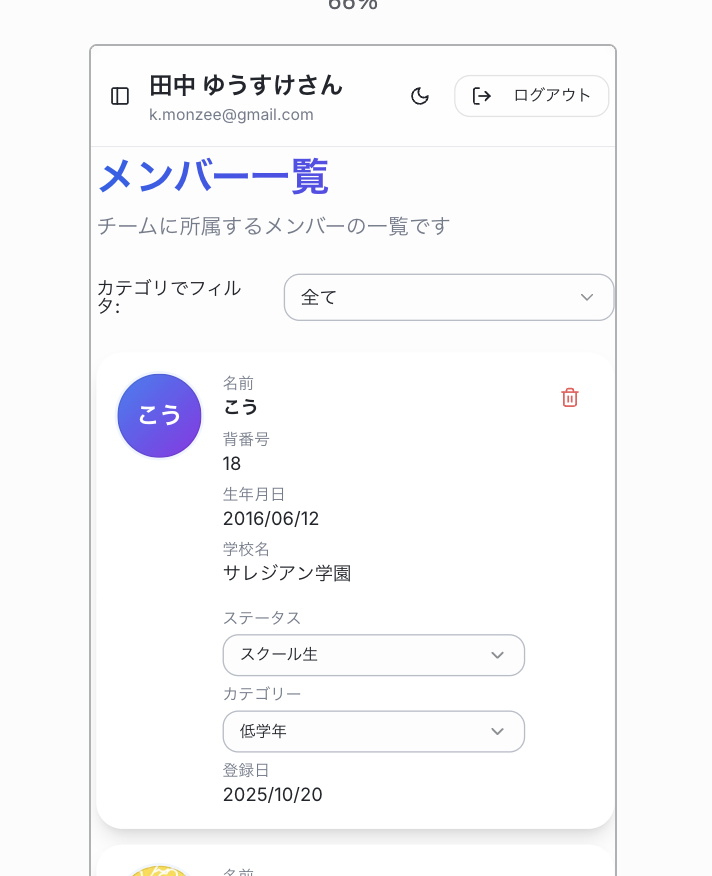 66%
田中 ゆうすけさん
k.monzee@gmail.com
ログアウト
メンバー一覧
チームに所属するメンバーの一覧です
カテゴリでフィル
タ:
全て
こう
名前
こう
背番号
18
生年月日
2016/06/12
学校名
サレジアン学園
ステータス
スクール生
カテゴリー
低学年
登録日
2025/10/20
名前